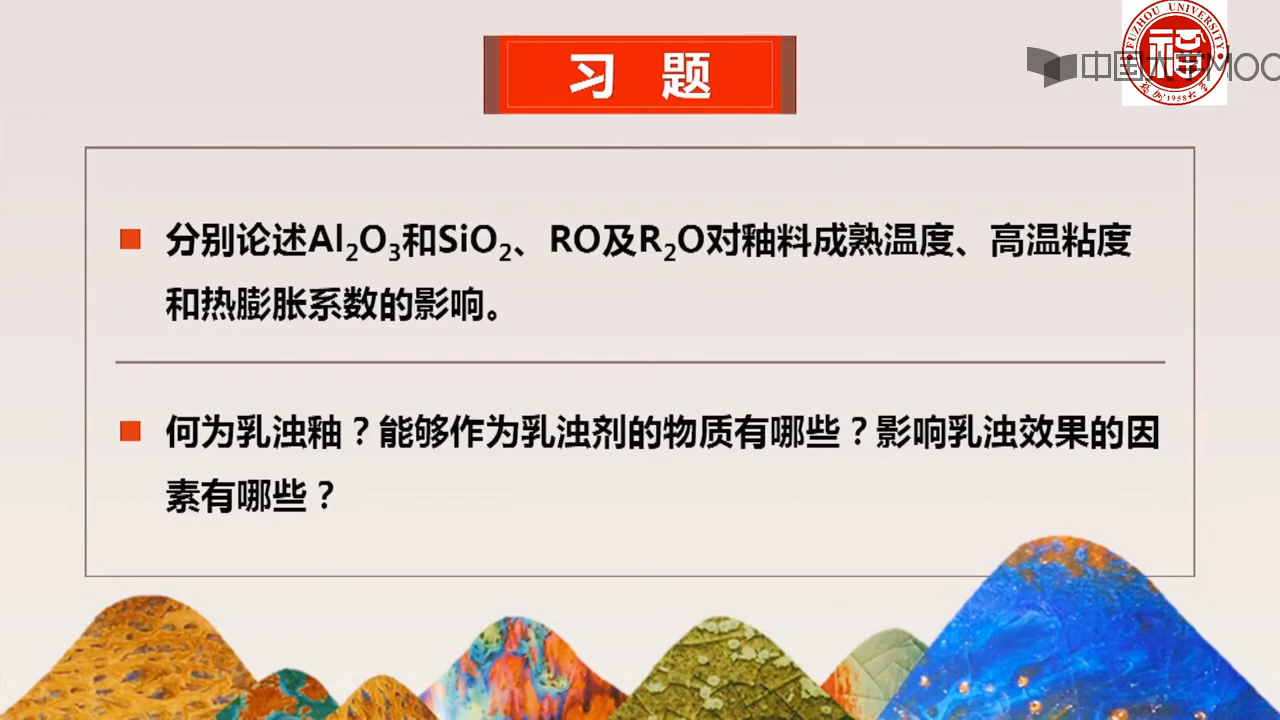 习 题
中国大学MOO
FUZHOU UNIVERSITY
1958
分别论述Al₂O₃和SiO₂、RO及R₂O对釉料成熟温度、高温粘度
和热膨胀系数的影响。
何为乳浊釉？能够作为乳浊剂的物质有哪些？影响乳浊效果的因
素有哪些？